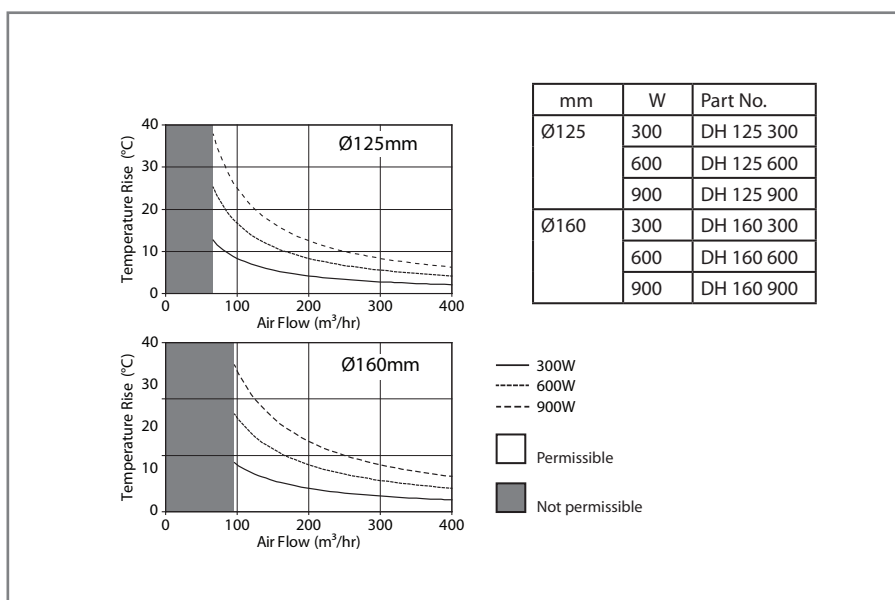 40
30
20
10
0
Temperature Rise (°C)
Ø125mm
0 100 200 300 400
Air Flow (m³/hr)
40
30
20
10
0
Temperature Rise (°C)
Ø160mm
0 100 200 300 400
Air Flow (m³/hr)
mm W Part No.
Ø125 300 DH 125 300
600 DH 125 600
900 DH 125 900
Ø160 300 DH 160 300
600 DH 160 600
900 DH 160 900
300W
600W
900W
Permissible
Not permissible